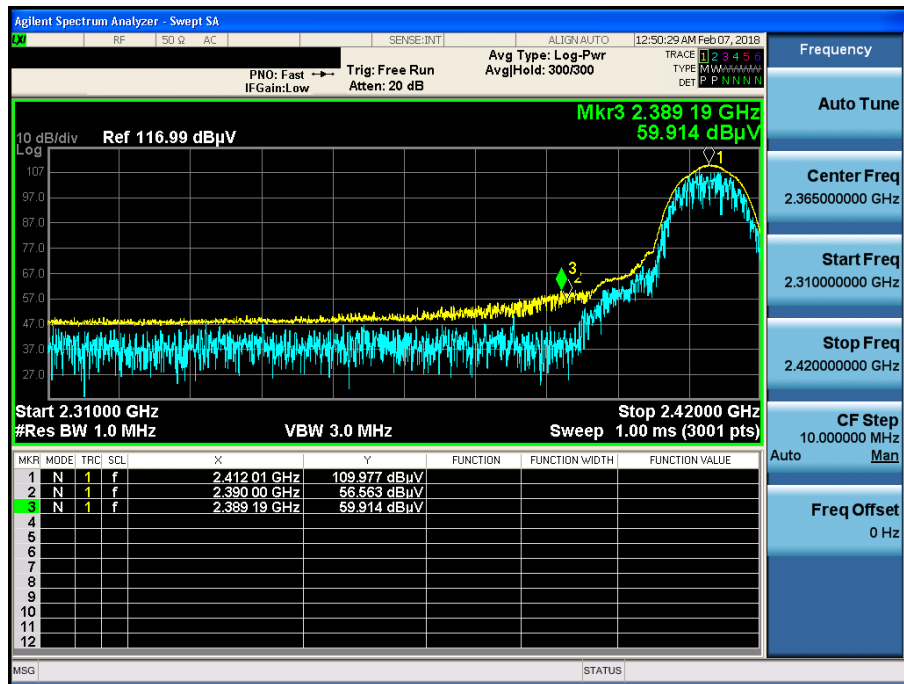 Agilent Spectrum Analyzer - Swept SA
LXI RF 50 Ω AC SENSE:INT ALIGN AUTO 12:50:29 AM Feb 07, 2018
PNO: Fast Trig: Free Run Avg Type: Log-Pwr TRACE 1 2 3 4 5 6
IFGain:Low Atten: 20 dB Avg|Hold: 300/300 TYPE M W W W W W
DET P P N N N N
Mkr3 2.389 19 GHz
59.914 dBµV
10 dB/div Ref 116.99 dBµV
Log
107
97.0
87.0
77.0
67.0
57.0
47.0
37.0
27.0
1
3
2
Start 2.31000 GHz Stop 2.42000 GHz
#Res BW 1.0 MHz VBW 3.0 MHz Sweep 1.00 ms (3001 pts)
MKR MODE TRC SCL X Y FUNCTION FUNCTION WIDTH FUNCTION VALUE
1 N 1 f 2.412 01 GHz 109.977 dBµV
2 N 1 f 2.390 00 GHz 56.563 dBµV
3 N 1 f 2.389 19 GHz 59.914 dBµV
4
5
6
7
8
9
10
11
12
MSG STATUS
Frequency
Auto Tune
Center Freq
2.365000000 GHz
Start Freq
2.310000000 GHz
Stop Freq
2.420000000 GHz
CF Step
10.000000 MHz
Auto Man
Freq Offset
0 Hz